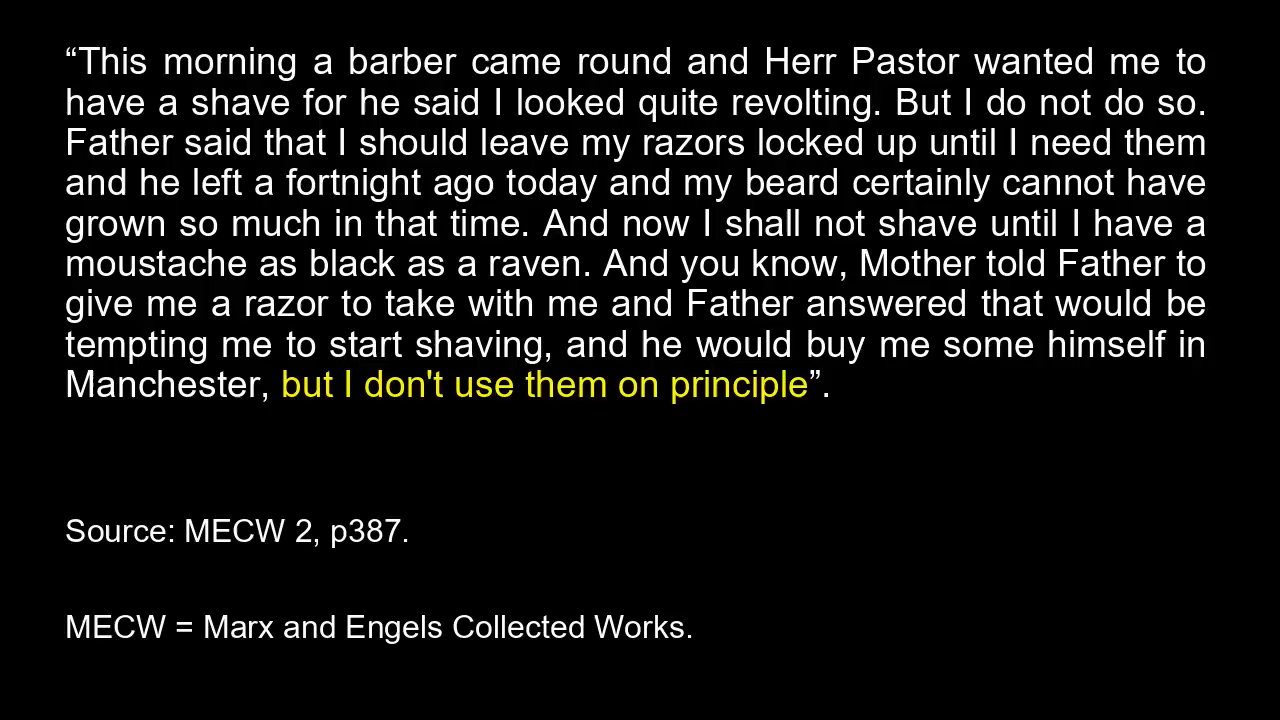 “This morning a barber came round and Herr Pastor wanted me to
have a shave for he said I looked quite revolting. But I do not do so.
Father said that I should leave my razors locked up until I need them
and he left a fortnight ago today and my beard certainly cannot have
grown so much in that time. And now I shall not shave until I have a
moustache as black as a raven. And you know, Mother told Father to
give me a razor to take with me and Father answered that would be
tempting me to start shaving, and he would buy me some himself in
Manchester, but I don't use them on principle”.
Source: MECW 2, p387.
MECW = Marx and Engels Collected Works.